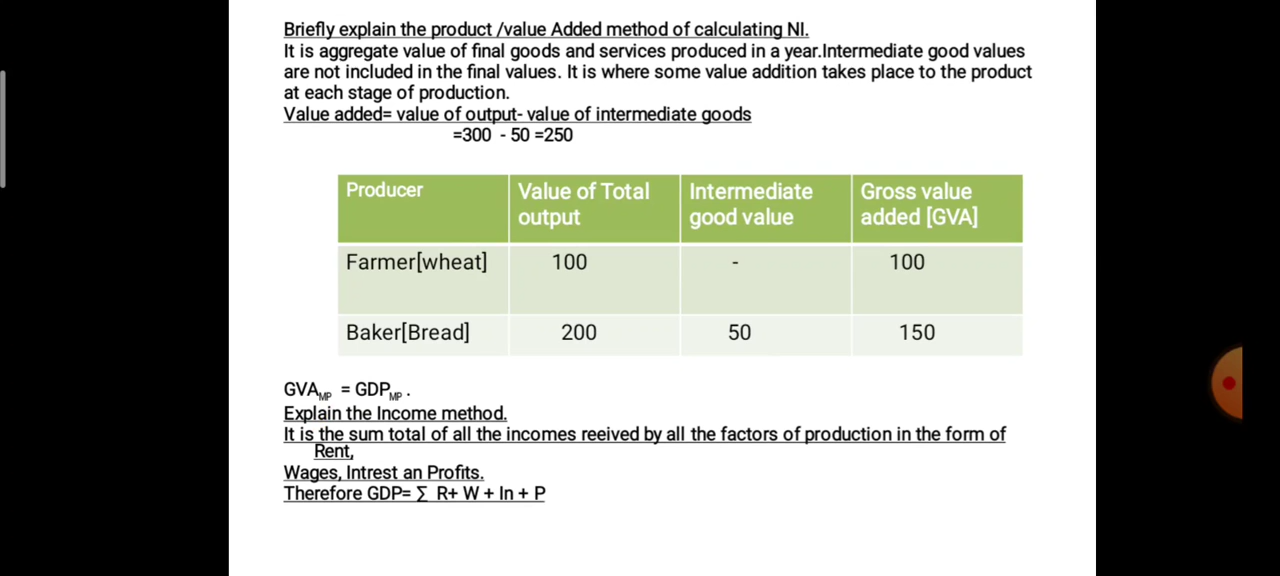 Briefly explain the product /value Added method of calculating NI.
It is aggregate value of final goods and services produced in a year.Intermediate good values
are not included in the final values. It is where some value addition takes place to the product
at each stage of production.
Value added= value of output- value of intermediate goods
=300 - 50 =250
Producer Value of Total output Intermediate good value Gross value added [GVA]
Farmer[wheat] 100 - 100
Baker[Bread] 200 50 150
GVAMP = GDPMP .
Explain the Income method.
It is the sum total of all the incomes reeived by all the factors of production in the form of
Rent,
Wages, Intrest an Profits.
Therefore GDP= ∑ R+ W + In + P